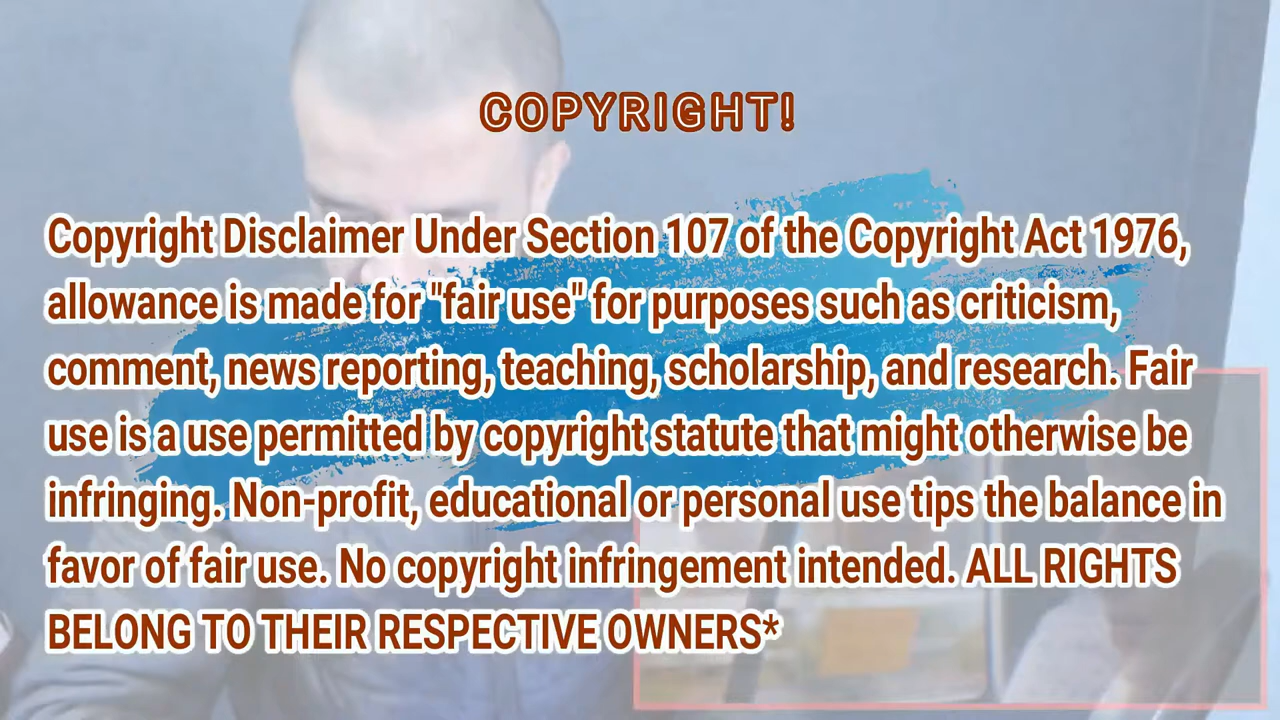 COPYRIGHT!
Copyright Disclaimer Under Section 107 of the Copyright Act 1976,
allowance is made for "fair use" for purposes such as criticism,
comment, news reporting, teaching, scholarship, and research. Fair
use is a use permitted by copyright statute that might otherwise be
infringing. Non-profit, educational or personal use tips the balance in
favor of fair use. No copyright infringement intended. ALL RIGHTS
BELONG TO THEIR RESPECTIVE OWNERS*